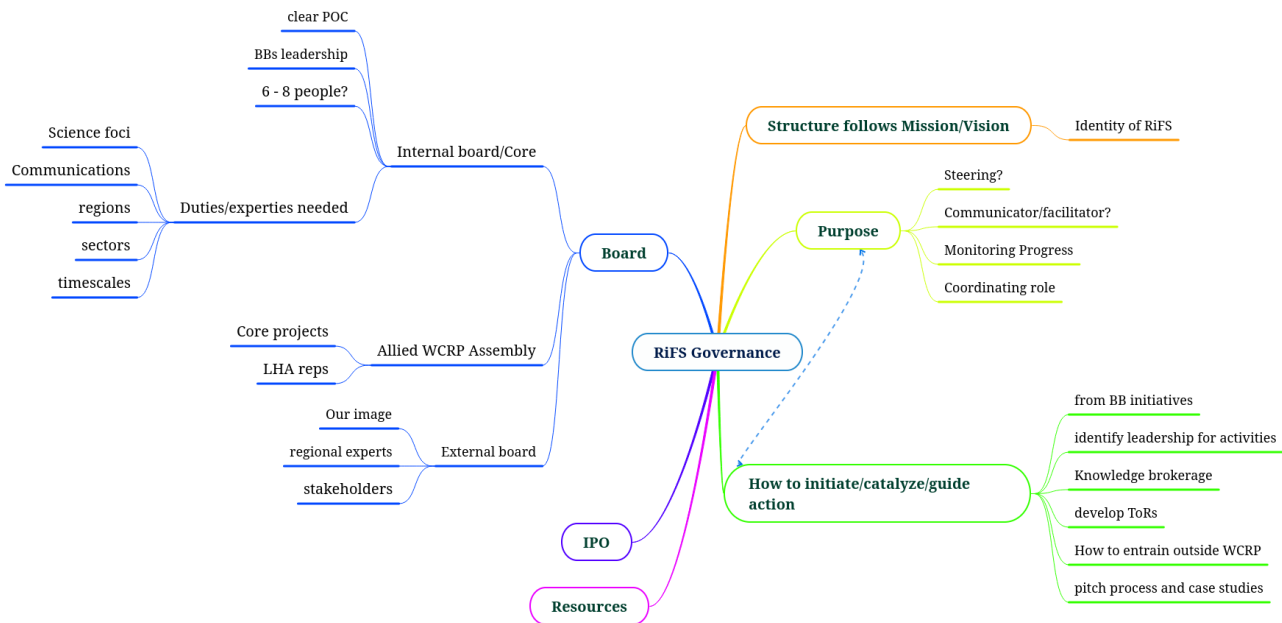 clear POC
BBs leadership
6 - 8 people?
Science foci
Communications
regions
sectors
timescales
Duties/experties needed
Internal board/Core
Core projects
LHA reps
Allied WCRP Assembly
Our image
regional experts
stakeholders
External board
Board
RiFS Governance
IPO
Resources
Structure follows Mission/Vision
Identity of RiFS
Purpose
Steering?
Communicator/facilitator?
Monitoring Progress
Coordinating role
How to initiate/catalyze/guide
action
from BB initiatives
identify leadership for activities
Knowledge brokerage
develop ToRs
How to entrain outside WCRP
pitch process and case studies